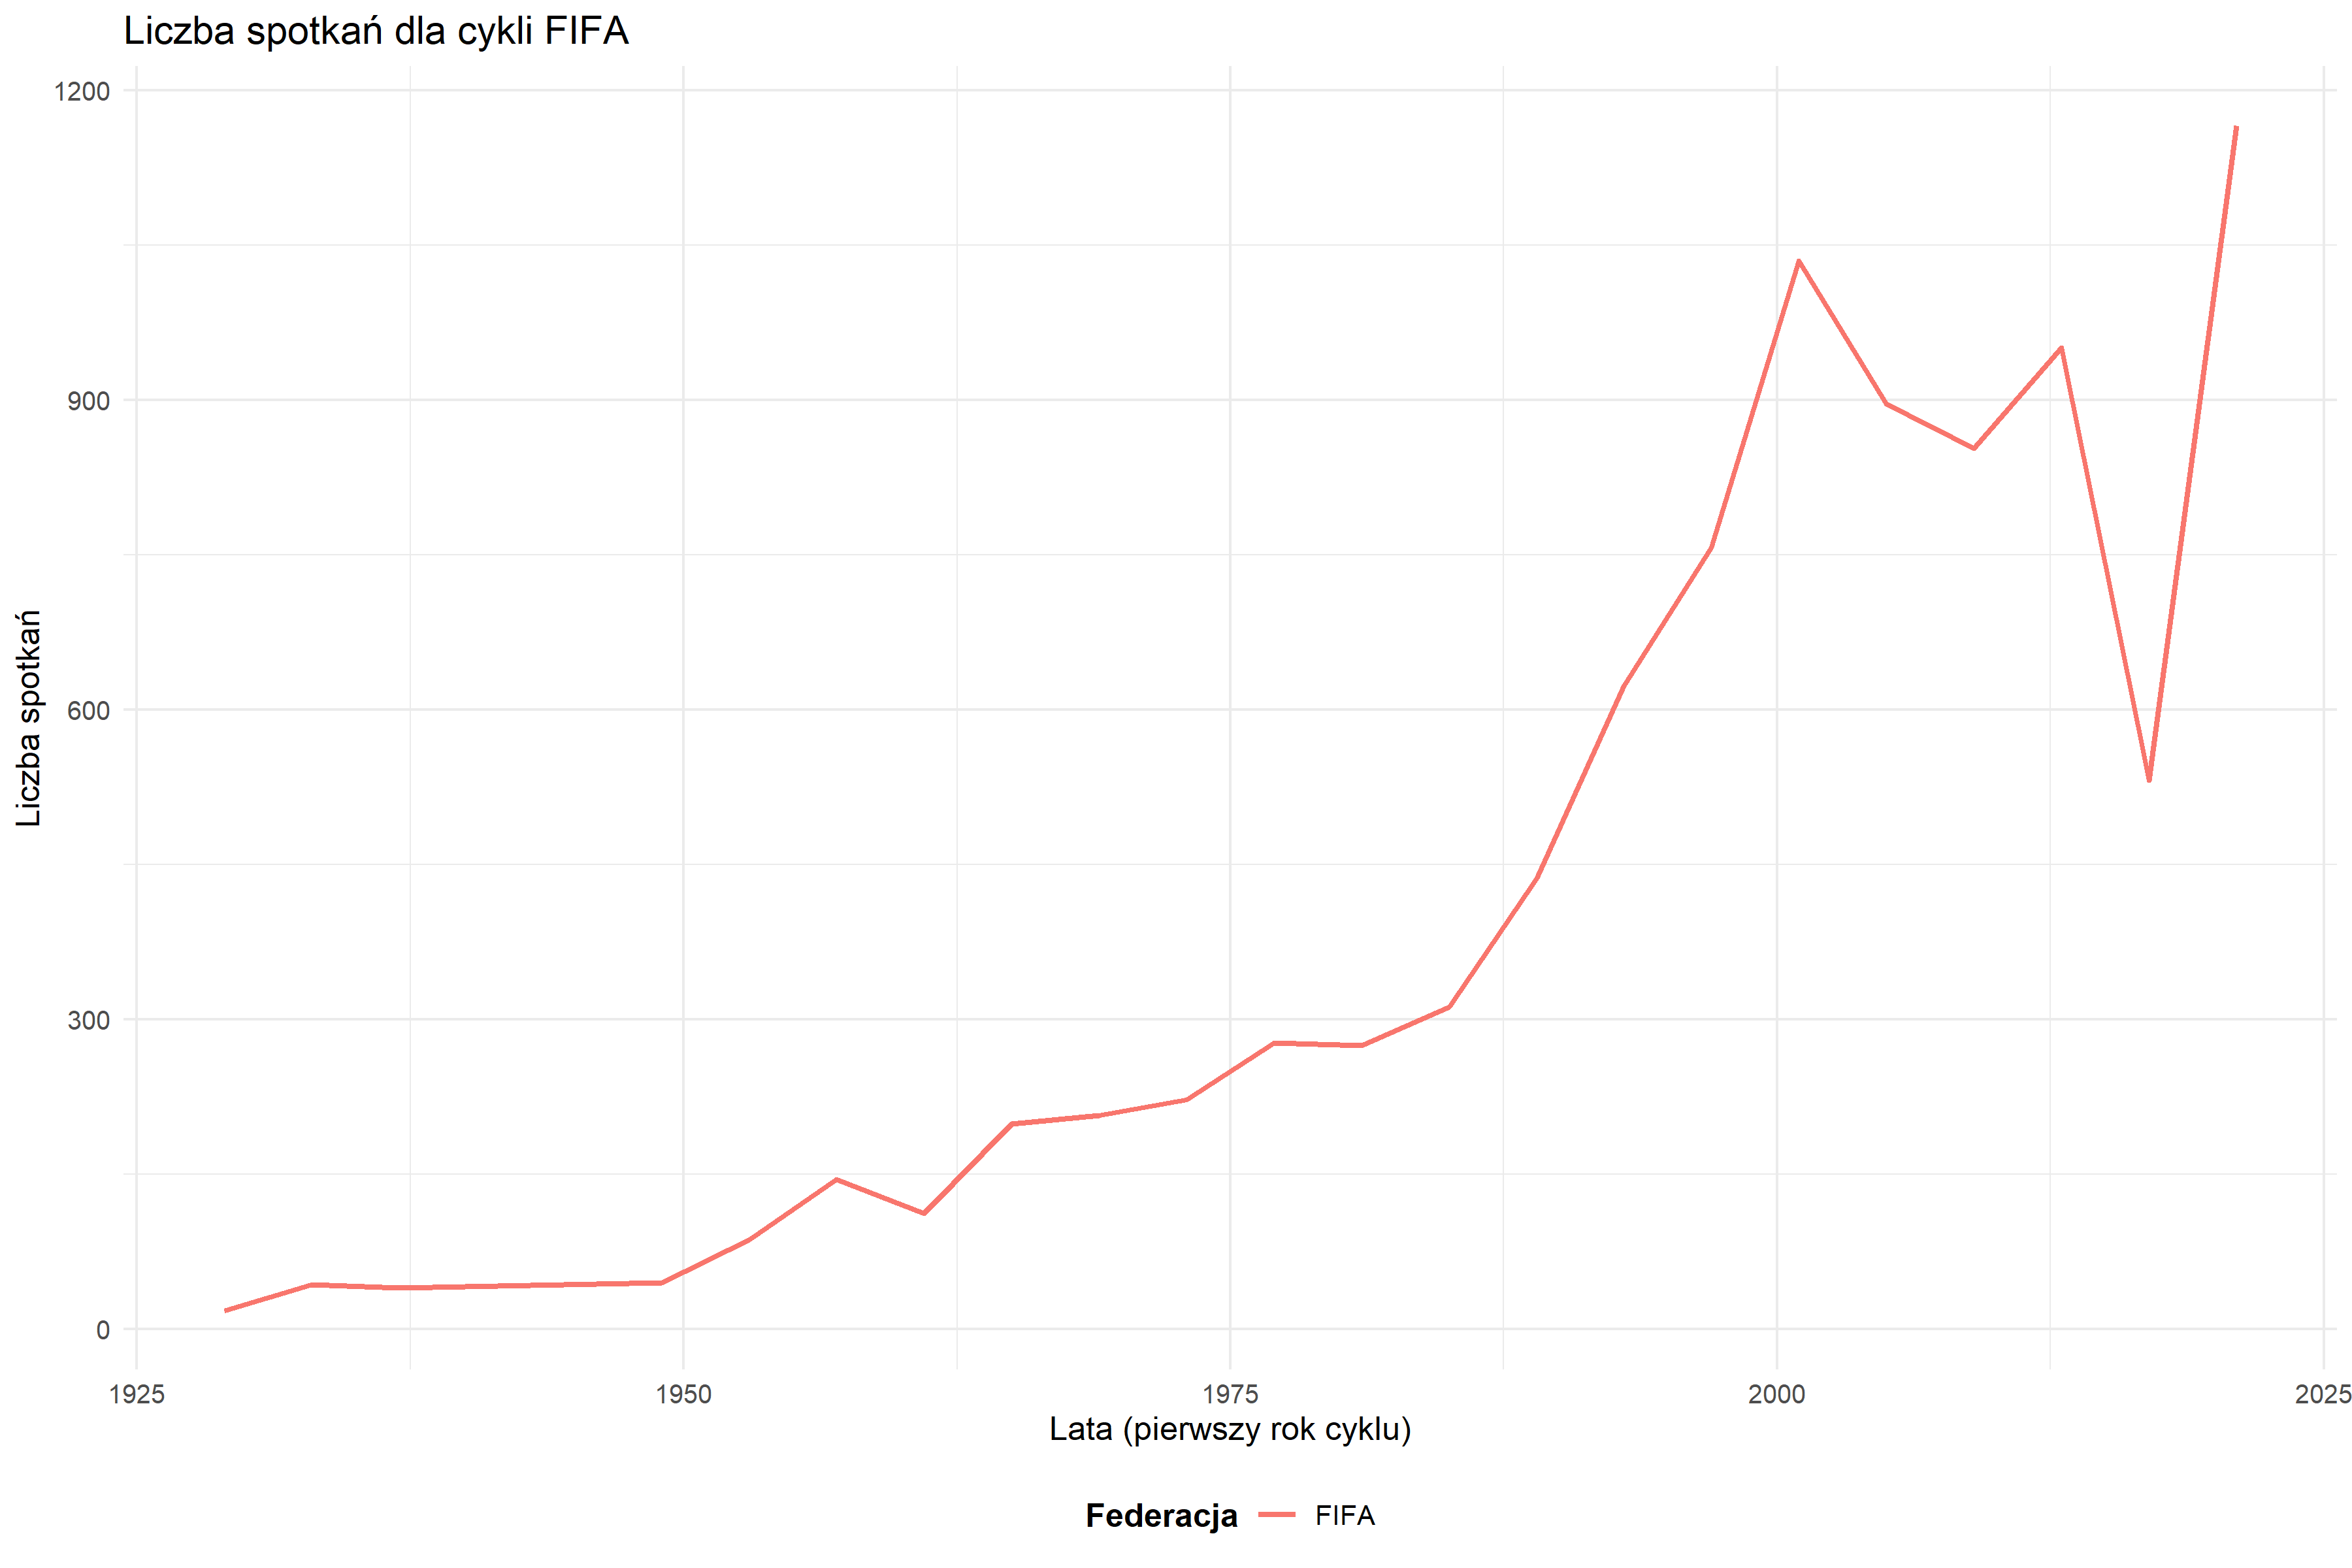 Liczba spotkań dla cykli FIFA
1200
900
600
300
0
Liczba spotkań
1925
1950
1975
2000
2025
Lata (pierwszy rok cyklu)
Federacja FIFA